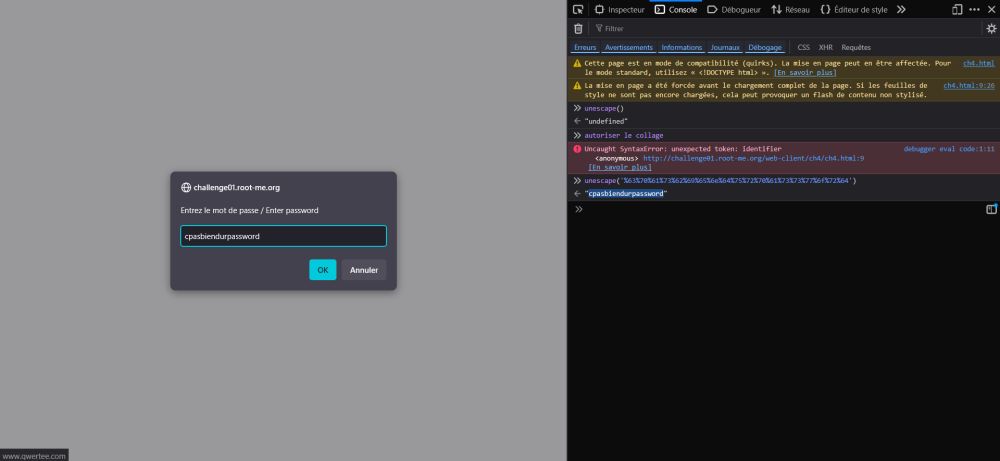 Inspecteur Console Débogueur Réseau Éditeur de style
Filtrer
Erreurs Avertissements Informations Journaux Débogage CSS XHR Requêtes
Cette page est en mode de compatibilité (quirks). La mise en page peut en être affectée. Pour ch4.html
le mode standard, utilisez « <!DOCTYPE html> ». [En savoir plus]
La mise en page a été forcée avant le chargement complet de la page. Si les feuilles de ch4.html:9:26
style ne sont pas encore chargées, cela peut provoquer un flash de contenu non stylisé.
unescape()
"undefined"
autoriser le collage
Uncaught SyntaxError: unexpected token: identifier debugger eval code:1:11
<anonymous> http://challenge01.root-me.org/web-client/ch4/ch4.html:9
[En savoir plus]
unescape('%63%70%61%73%62%69%65%6e%64%75%72%70%61%73%73%77%6f%72%64')
"cpasbiendurpassword"
challenge01.root-me.org
Entrez le mot de passe / Enter password
cpasbiendurpassword
OK Annuler
www.qwertee.com